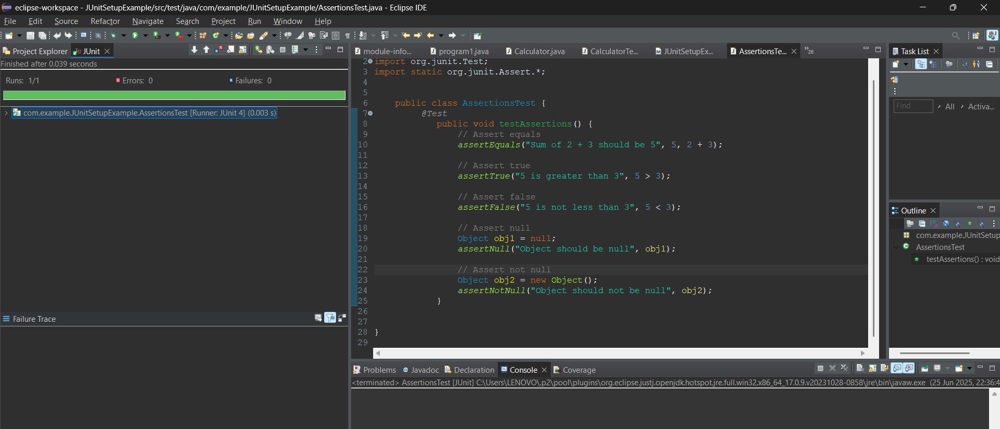 eclipse-workspace - JUnitSetupExample/src/test/java/com/example/JUnitSetupExample/AssertionsTest.java - Eclipse IDE
File Edit Source Refactor Navigate Search Project Run Window Help
Project Explorer JUnit
Finished after 0.039 seconds
Runs: 1/1 Errors: 0 Failures: 0
com.example.JUnitSetupExample.AssertionsTest [Runner: JUnit 4] (0.003 s)
Failure Trace
module-info... program1.java Calculator.java CalculatorTe... JUnitSetupEx... AssertionsTe... »26
2 import org.junit.Test;
3 import static org.junit.Assert.*;
4
5
6 public class AssertionsTest {
7 @Test
8 public void testAssertions() {
9 // Assert equals
10 assertEquals("Sum of 2 + 3 should be 5", 5, 2 + 3);
11
12 // Assert true
13 assertTrue("5 is greater than 3", 5 > 3);
14
15 // Assert false
16 assertFalse("5 is not less than 3", 5 < 3);
17
18 // Assert null
19 Object obj1 = null;
20 assertNull("Object should be null", obj1);
21
22 // Assert not null
23 Object obj2 = new Object();
24 assertNotNull("Object should not be null", obj2);
25 }
26
27
28 }
29
Problems Javadoc Declaration Console Coverage
<terminated> AssertionsTest [JUnit] C:\Users\LENOVO\.p2\pool\plugins\org.eclipse.justj.openjdk.hotspot.jre.full.win32.x86_64_17.0.9.v20231028-0858\jre\bin\javaw.exe (25 Jun 2025, 22:36:4
Task List
Find All Activa...
Outline
com.example.JUnitSetup
AssertionsTest
testAssertions() : void